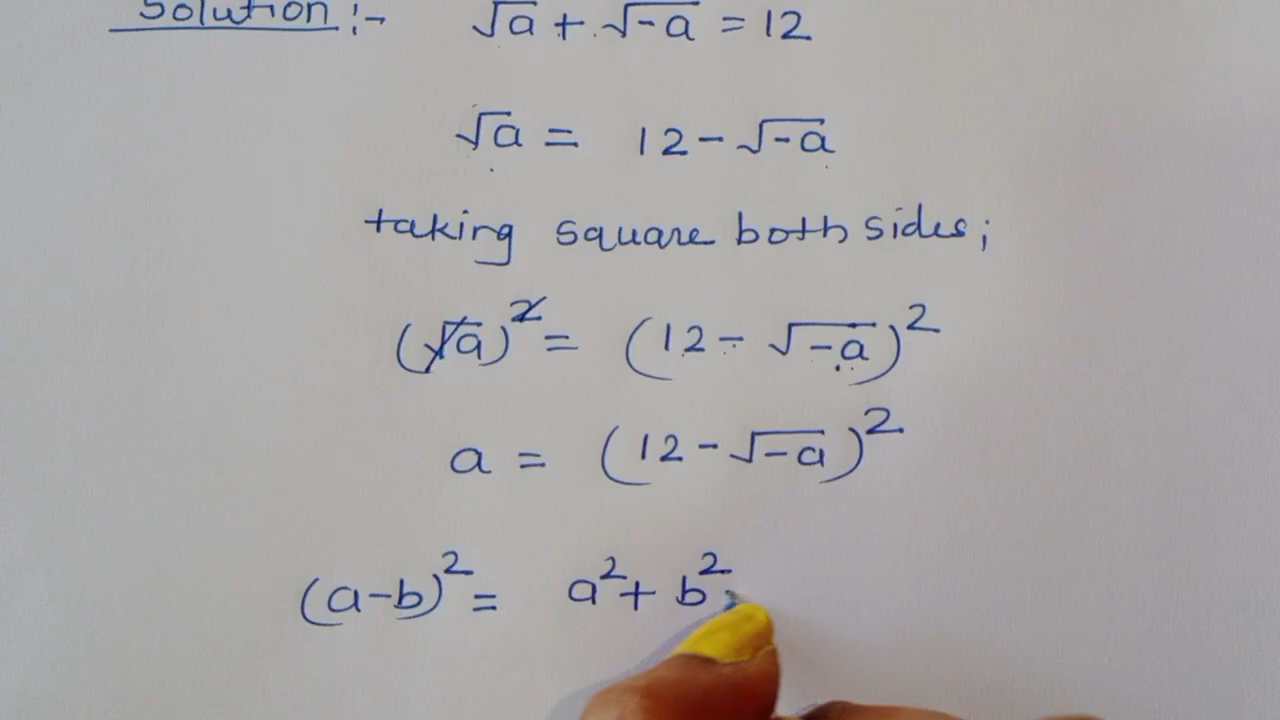 Solution :- √a + √-a = 12
√a = 12 - √-a
taking square both sides;
(√a)² = (12 - √-a)²
a = (12 - √-a)²
(a-b)² = a² + b²